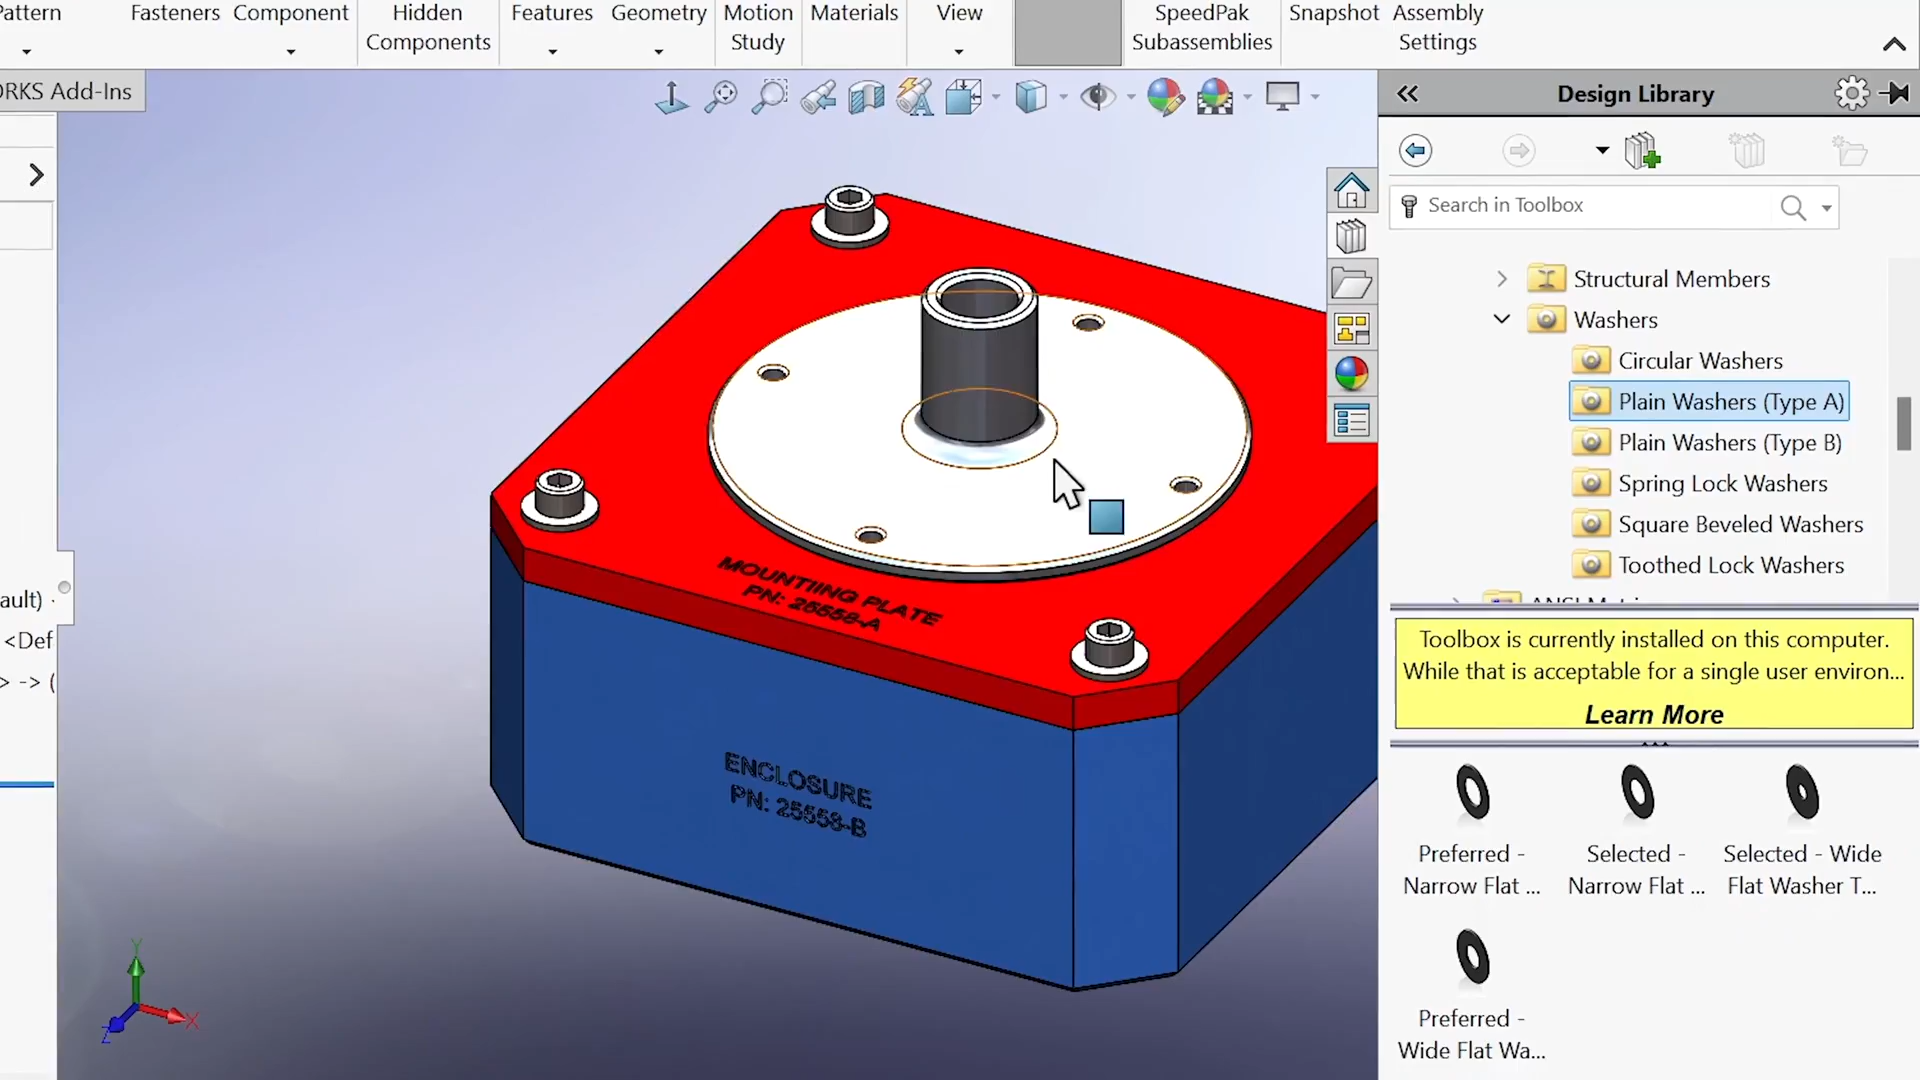 Pattern
Fasteners
Component
Hidden
Components
Features
Geometry
Motion
Study
Materials
View
SpeedPak
Subassemblies
Snapshot
Assembly
Settings
RKS Add-Ins
Design Library
Search in Toolbox
Structural Members
Washers
Circular Washers
Plain Washers (Type A)
Plain Washers (Type B)
Spring Lock Washers
Square Beveled Washers
Toothed Lock Washers
Toolbox is currently installed on this computer.
While that is acceptable for a single user environ...
Learn More
Preferred -
Narrow Flat ...
Selected -
Narrow Flat ...
Selected - Wide
Flat Washer T...
Preferred -
Wide Flat Wa...
ault)
<Def
> -> (
MOUNTIING PLATE
PN: 25558-A
ENCLOSURE
PN: 25558-B
Y
X
Z